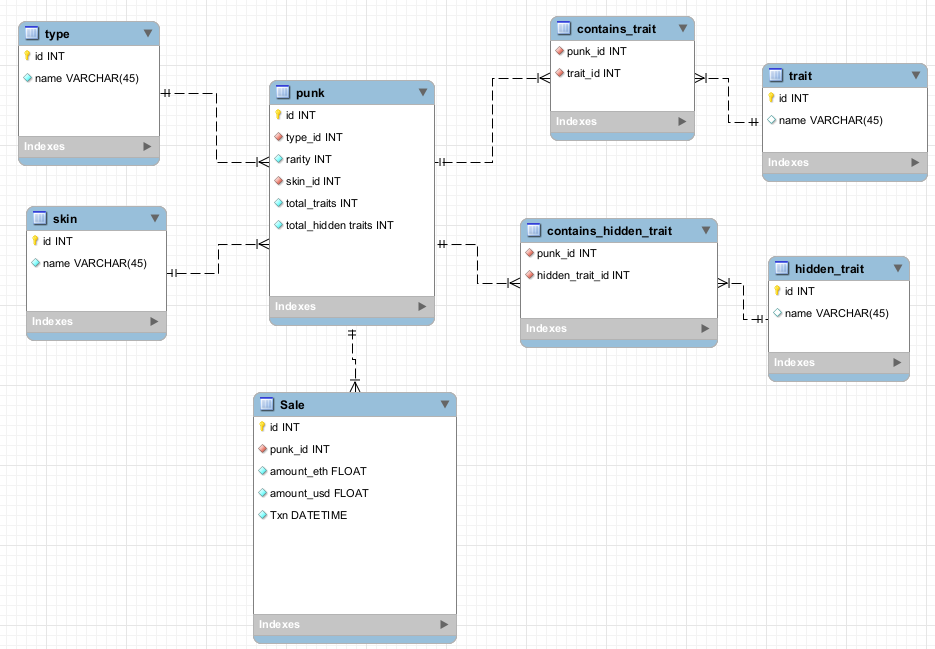 type
id INT
name VARCHAR(45)
Indexes
skin
id INT
name VARCHAR(45)
Indexes
punk
id INT
type_id INT
rarity INT
skin_id INT
total_traits INT
total_hidden traits INT
Indexes
Sale
id INT
punk_id INT
amount_eth FLOAT
amount_usd FLOAT
Txn DATETIME
Indexes
contains_trait
punk_id INT
trait_id INT
Indexes
contains_hidden_trait
punk_id INT
hidden_trait_id INT
Indexes
trait
id INT
name VARCHAR(45)
Indexes
hidden_trait
id INT
name VARCHAR(45)
Indexes